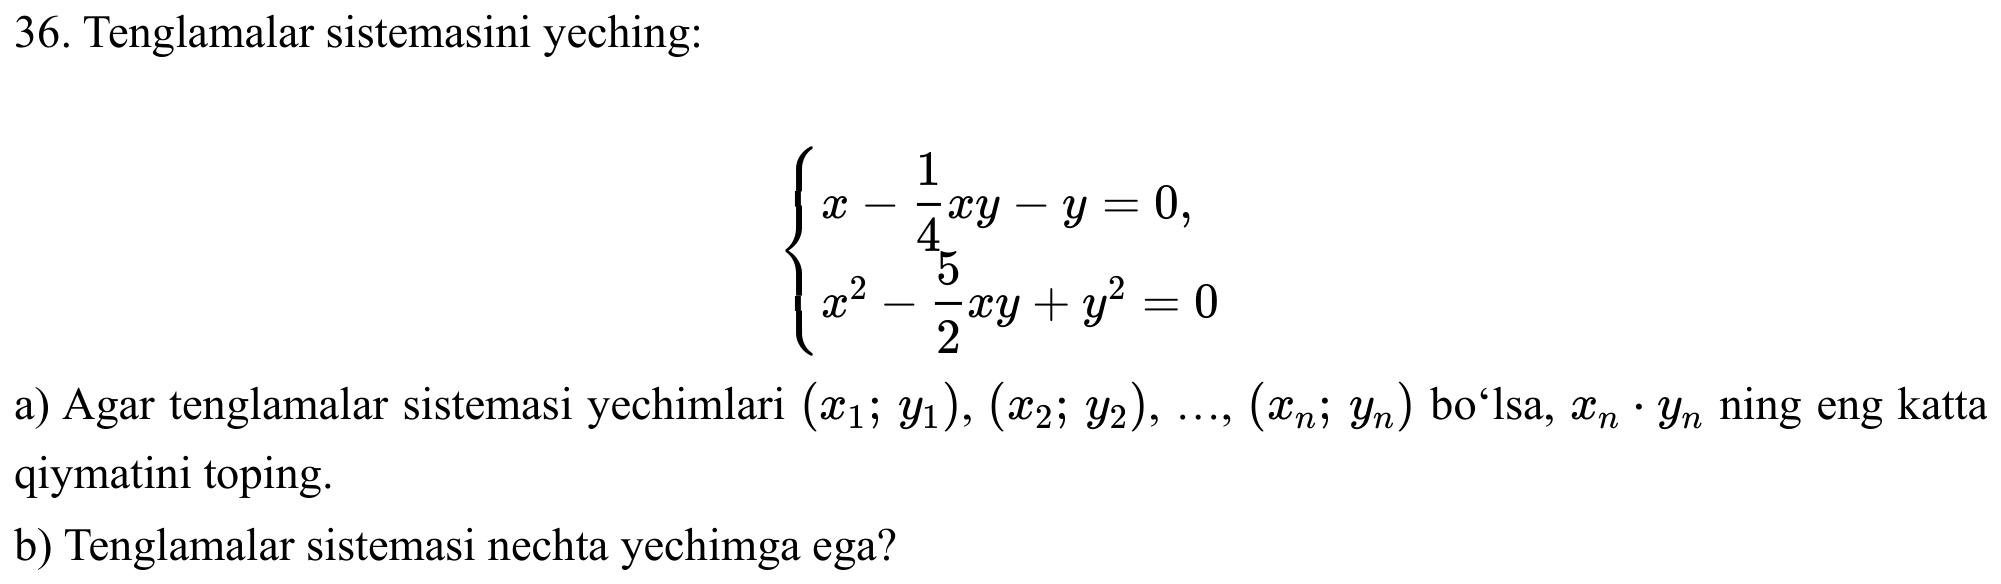 36. Tenglamalar sistemasini yeching:
x − 1/4 xy − y = 0,
x² − 5/2 xy + y² = 0
a) Agar tenglamalar sistemasi yechimlari (x₁; y₁), (x₂; y₂), ..., (xₙ; yₙ) bo‘lsa, xₙ · yₙ ning eng katta
qiymatini toping.
b) Tenglamalar sistemasi nechta yechimga ega?